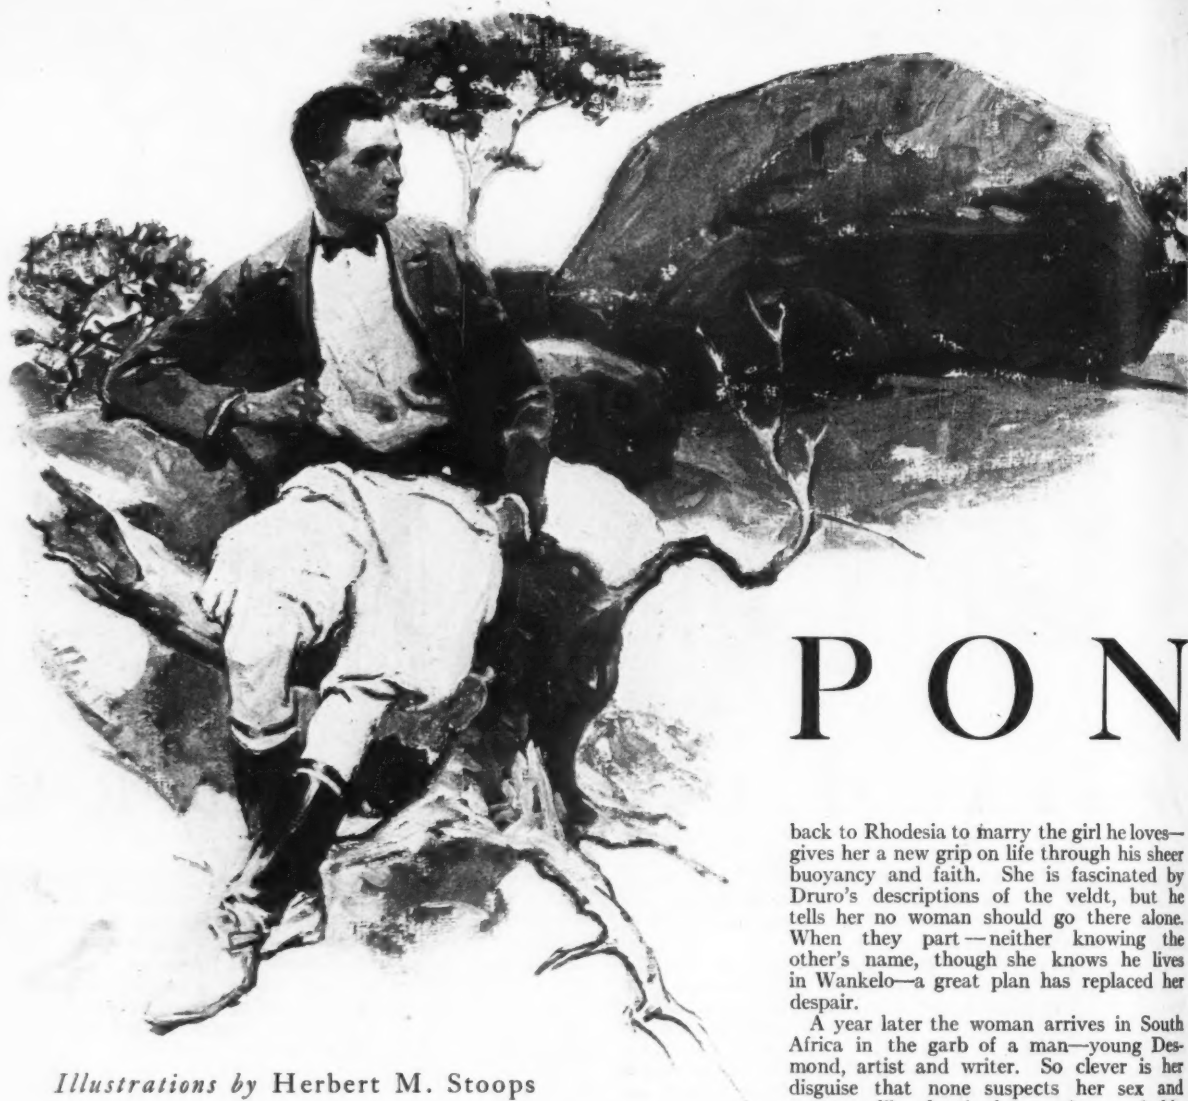 PON
back to Rhodesia to marry the girl he loves—
gives her a new grip on life through his sheer
buoyancy and faith. She is fascinated by
Druro's descriptions of the veldt, but he
tells her no woman should go there alone.
When they part—neither knowing the
other's name, though she knows he lives
in Wankelo—a great plan has replaced her
despair.
A year later the woman arrives in South
Africa in the garb of a man—young Des-
mond, artist and writer. So clever is her
disguise that none suspects her sex and
Illustrations by Herbert M. Stoops